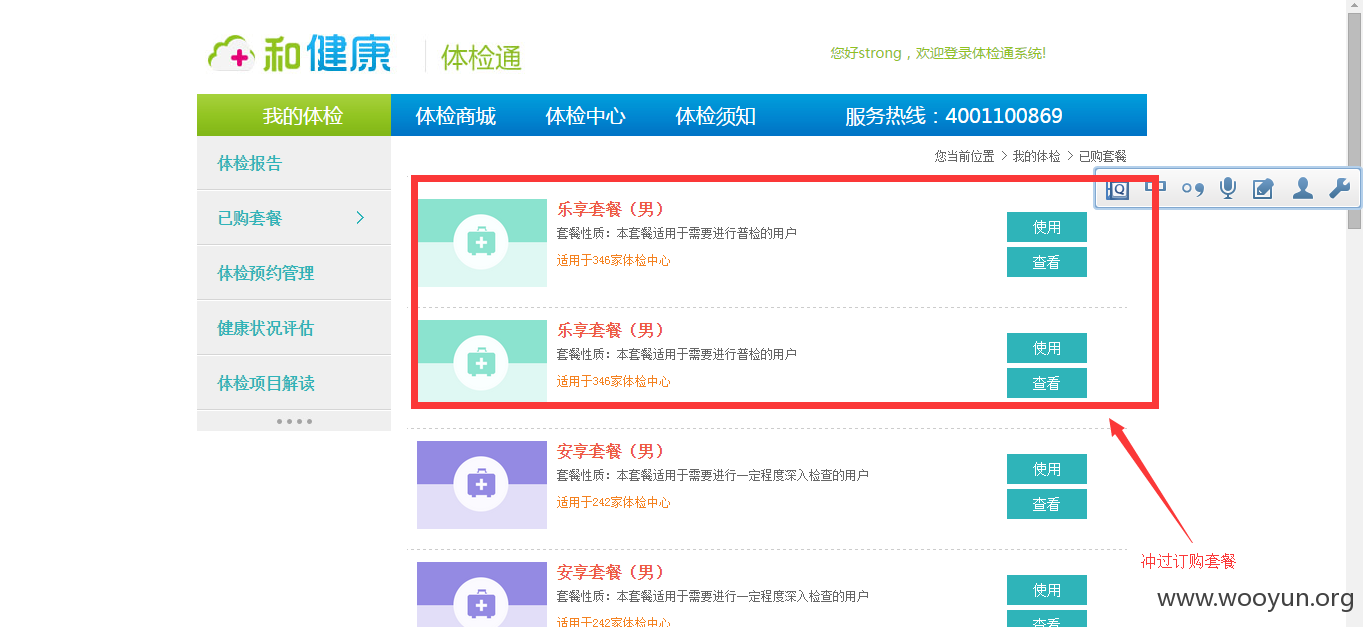 和健康
体检通
您好strong，欢迎登录体检通系统!
我的体检
体检商城
体检中心
体检须知
服务热线：4001100869
您当前位置 > 我的体检 > 已购套餐
体检报告
已购套餐
体检预约管理
健康状况评估
体检项目解读
乐享套餐（男）
套餐性质：本套餐适用于需要进行普检的用户
适用于346家体检中心
使用
查看
乐享套餐（男）
套餐性质：本套餐适用于需要进行普检的用户
适用于346家体检中心
使用
查看
安享套餐（男）
套餐性质：本套餐适用于需要进行一定程度深入检查的用户
适用于242家体检中心
使用
查看
安享套餐（男）
套餐性质：本套餐适用于需要进行一定程度深入检查的用户
适用于242家体检中心
使用
查看
冲过订购套餐
www.wooyun.org